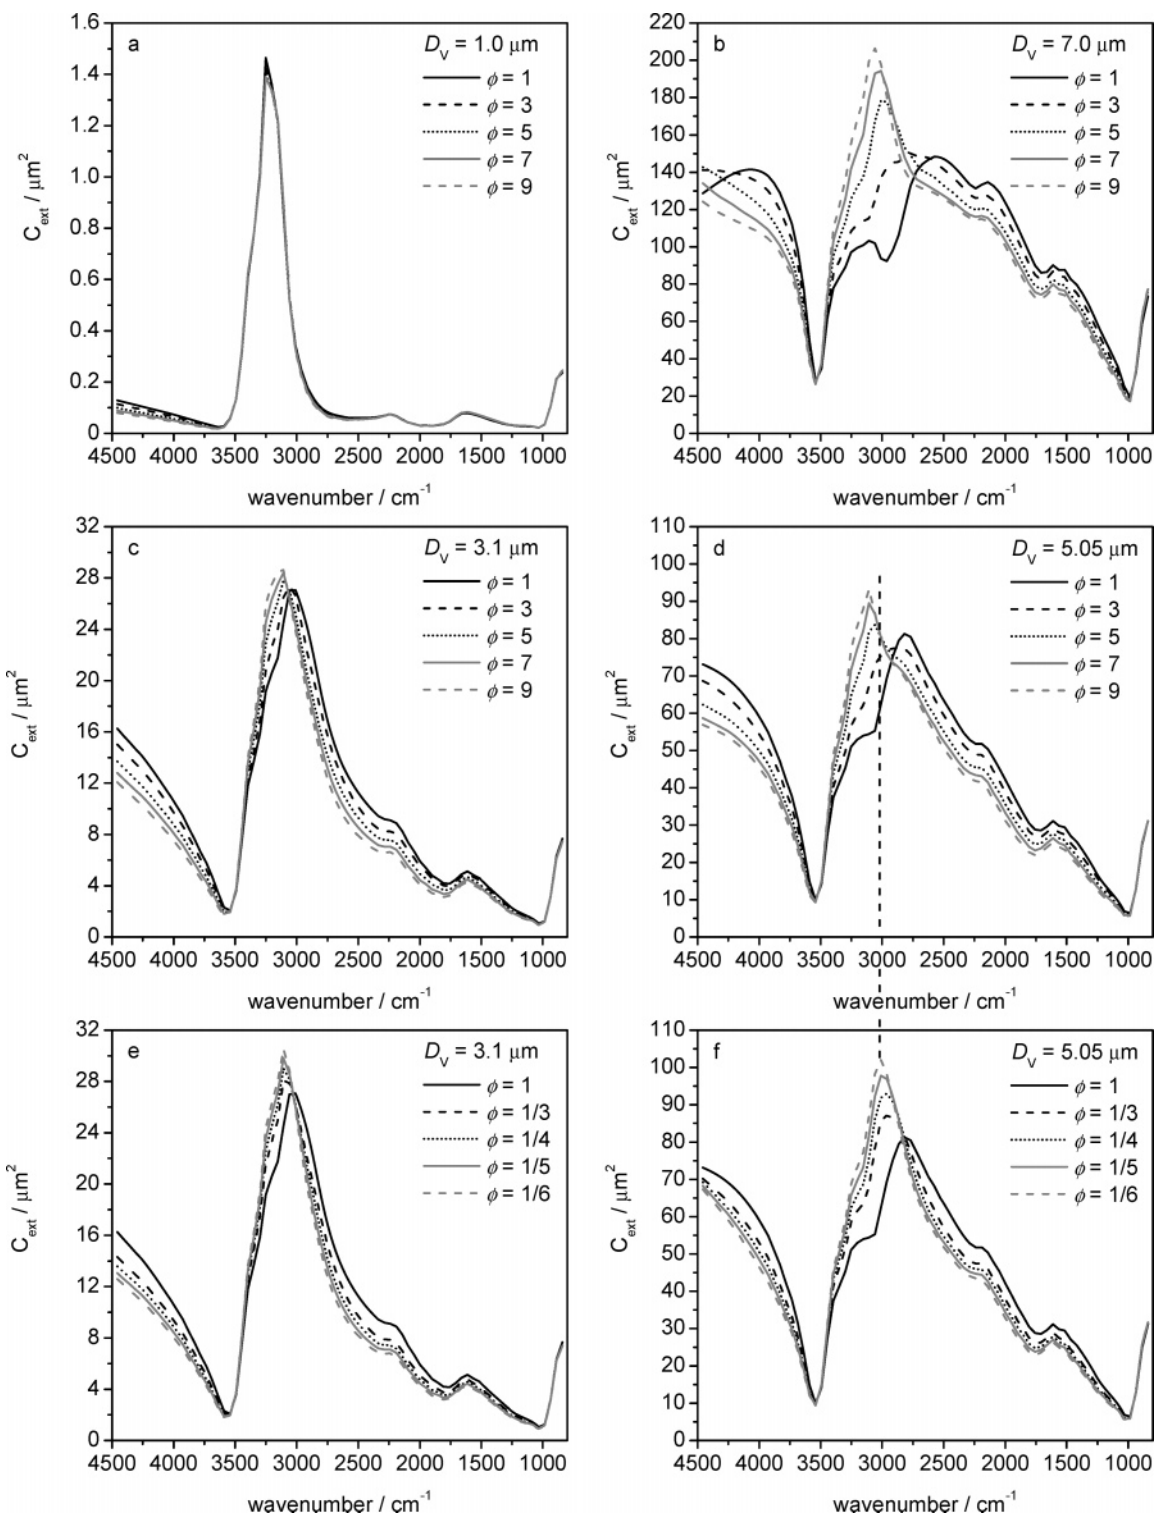 a
D_V = 1.0 μm
ϕ = 1
ϕ = 3
ϕ = 5
ϕ = 7
ϕ = 9
C_ext / μm²
1.6
1.4
1.2
1.0
0.8
0.6
0.4
0.2
0
4500 4000 3500 3000 2500 2000 1500 1000
wavenumber / cm⁻¹
b
D_V = 7.0 μm
ϕ = 1
ϕ = 3
ϕ = 5
ϕ = 7
ϕ = 9
C_ext / μm²
220
200
180
160
140
120
100
80
60
40
20
0
4500 4000 3500 3000 2500 2000 1500 1000
wavenumber / cm⁻¹
c
D_V = 3.1 μm
ϕ = 1
ϕ = 3
ϕ = 5
ϕ = 7
ϕ = 9
C_ext / μm²
32
28
24
20
16
12
8
4
0
4500 4000 3500 3000 2500 2000 1500 1000
wavenumber / cm⁻¹
d
D_V = 5.05 μm
ϕ = 1
ϕ = 3
ϕ = 5
ϕ = 7
ϕ = 9
C_ext / μm²
110
100
90
80
70
60
50
40
30
20
10
0
4500 4000 3500 3000 2500 2000 1500 1000
wavenumber / cm⁻¹
e
D_V = 3.1 μm
ϕ = 1
ϕ = 1/3
ϕ = 1/4
ϕ = 1/5
ϕ = 1/6
C_ext / μm²
32
28
24
20
16
12
8
4
0
4500 4000 3500 3000 2500 2000 1500 1000
wavenumber / cm⁻¹
f
D_V = 5.05 μm
ϕ = 1
ϕ = 1/3
ϕ = 1/4
ϕ = 1/5
ϕ = 1/6
C_ext / μm²
110
100
90
80
70
60
50
40
30
20
10
0
4500 4000 3500 3000 2500 2000 1500 1000
wavenumber / cm⁻¹